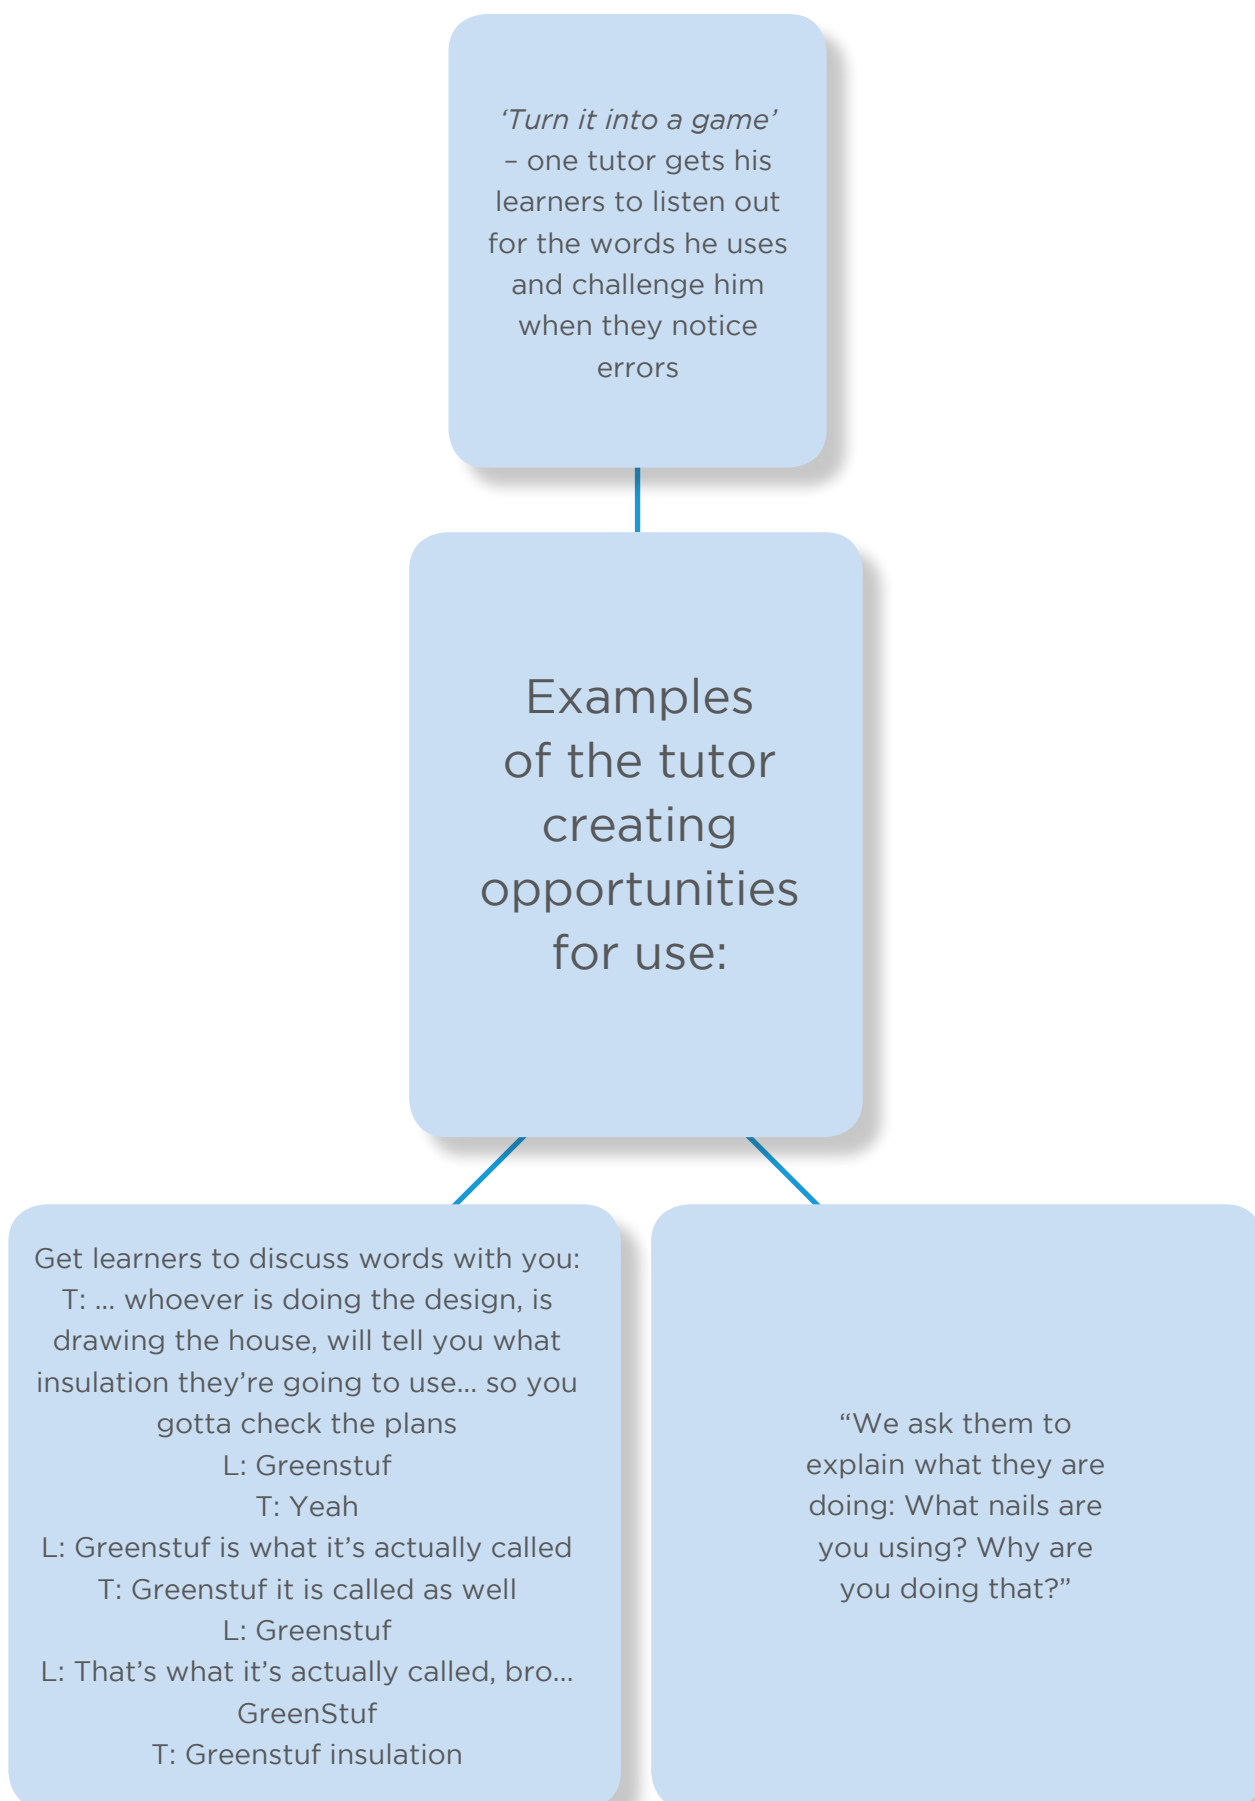 ‘Turn it into a game’
– one tutor gets his
learners to listen out
for the words he uses
and challenge him
when they notice
errors
Examples
of the tutor
creating
opportunities
for use:
Get learners to discuss words with you:
T: ... whoever is doing the design, is
drawing the house, will tell you what
insulation they’re going to use... so you
gotta check the plans
L: Greenstuf
T: Yeah
L: Greenstuf is what it’s actually called
T: Greenstuf it is called as well
L: Greenstuf
L: That’s what it’s actually called, bro...
GreenStuf
T: Greenstuf insulation
“We ask them to
explain what they are
doing: What nails are
you using? Why are
you doing that?”